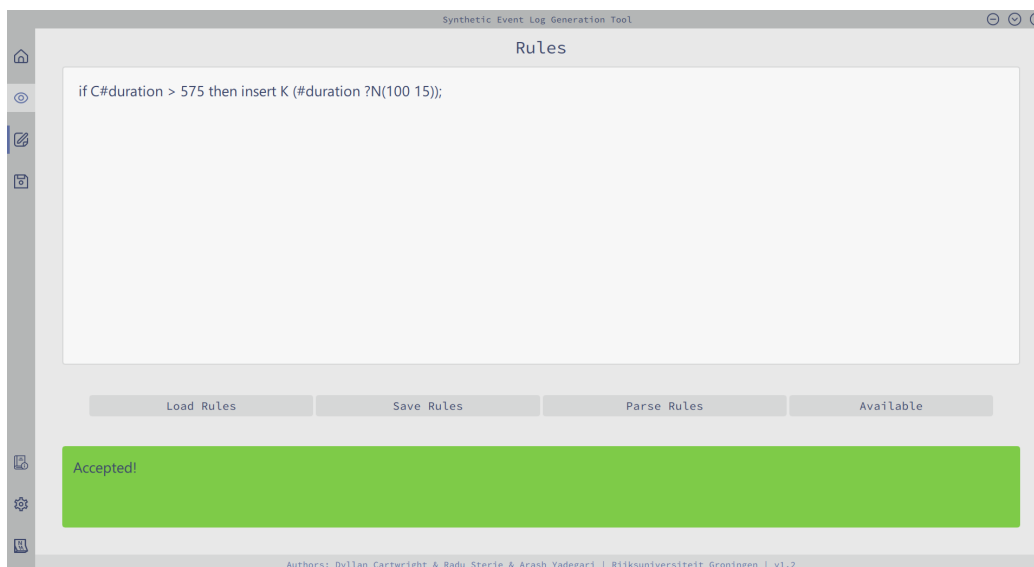 Synthetic Event Log Generation Tool
Rules
if C#duration > 575 then insert K (#duration ?N(100 15));
Load Rules
Save Rules
Parse Rules
Available
Accepted!
Authors: Dyllan Cartwright & Radu Sterie & Arash Yadegari | Rijksuniversiteit Groningen | v1.2